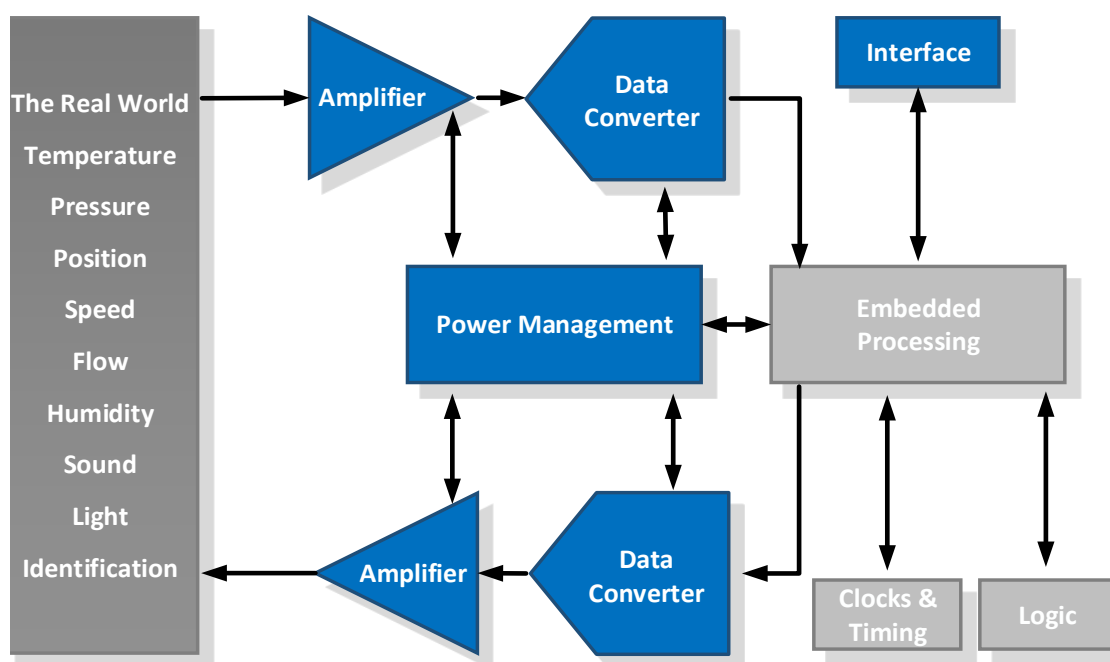 The Real World
Temperature
Pressure
Position
Speed
Flow
Humidity
Sound
Light
Identification
Amplifier
Data
Converter
Interface
Power Management
Embedded
Processing
Amplifier
Data
Converter
Clocks &
Timing
Logic